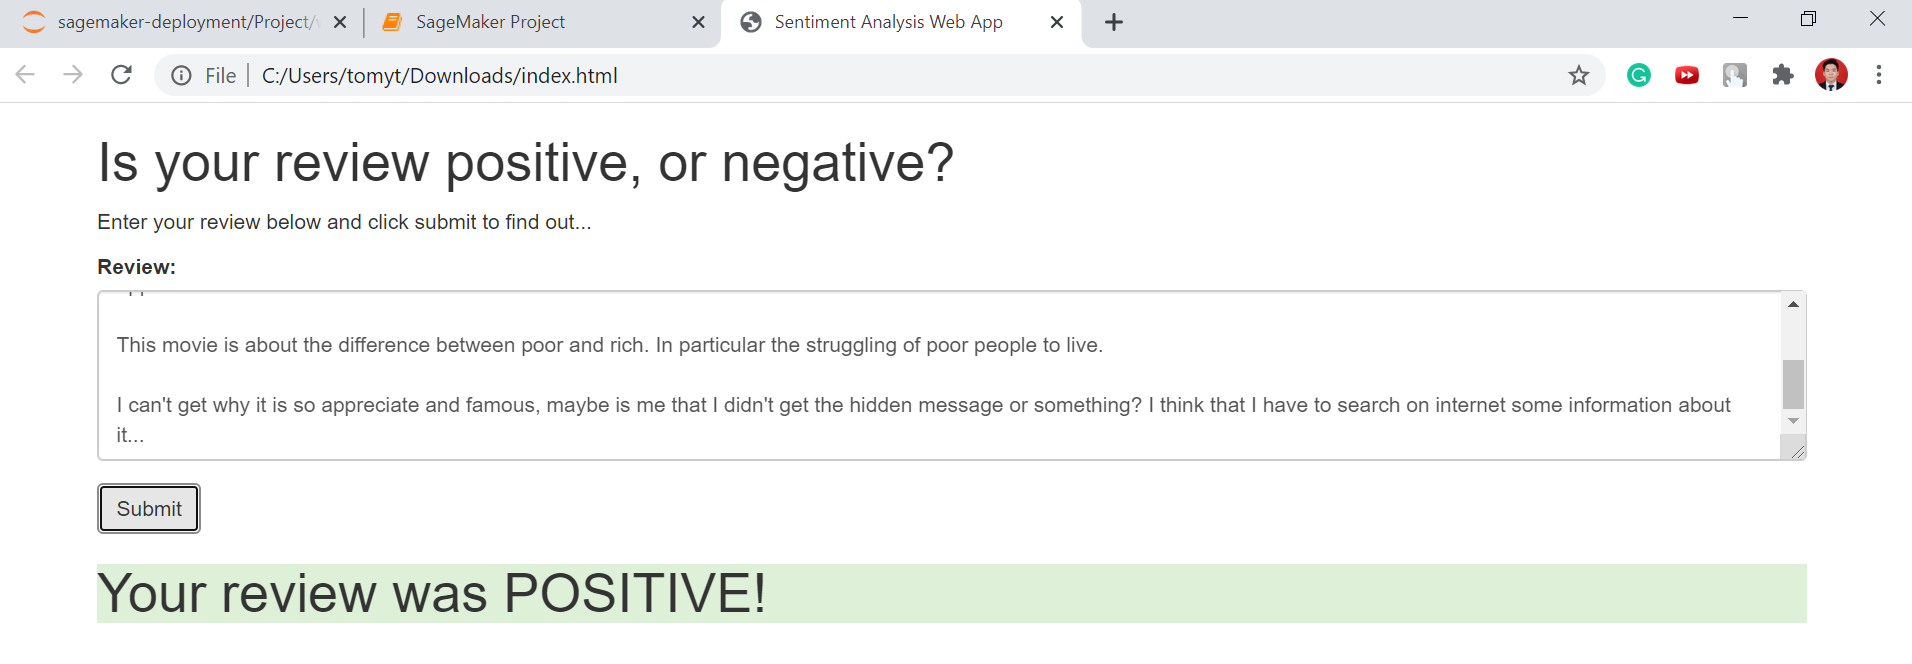 sagemaker-deployment/Project/
SageMaker Project
Sentiment Analysis Web App
File
C:/Users/tomyt/Downloads/index.html
Is your review positive, or negative?
Enter your review below and click submit to find out...
Review:
This movie is about the difference between poor and rich. In particular the struggling of poor people to live.
I can't get why it is so appreciate and famous, maybe is me that I didn't get the hidden message or something? I think that I have to search on internet some information about
it...
Submit
Your review was POSITIVE!